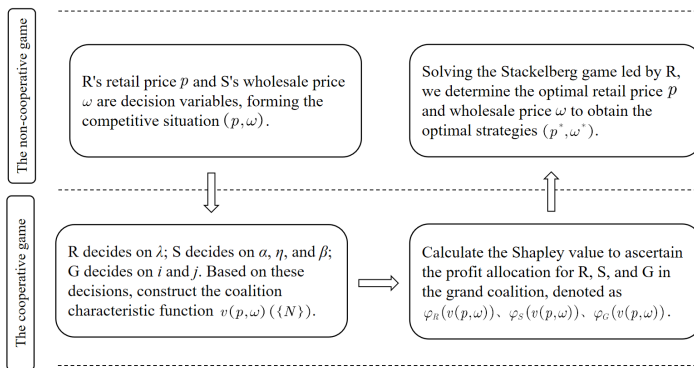 The non-cooperative game
R's retail price p and S's wholesale price
ω are decision variables, forming the
competitive situation (p,ω).
Solving the Stackelberg game led by R,
we determine the optimal retail price p
and wholesale price ω to obtain the
optimal strategies (p*,ω*).
The cooperative game
R decides on λ; S decides on α, η, and β;
G decides on i and j. Based on these
decisions, construct the coalition
characteristic function v(p,ω)({N}).
Calculate the Shapley value to ascertain
the profit allocation for R, S, and G in
the grand coalition, denoted as
φ_R(v(p,ω))、φ_S(v(p,ω))、φ_G(v(p,ω)).